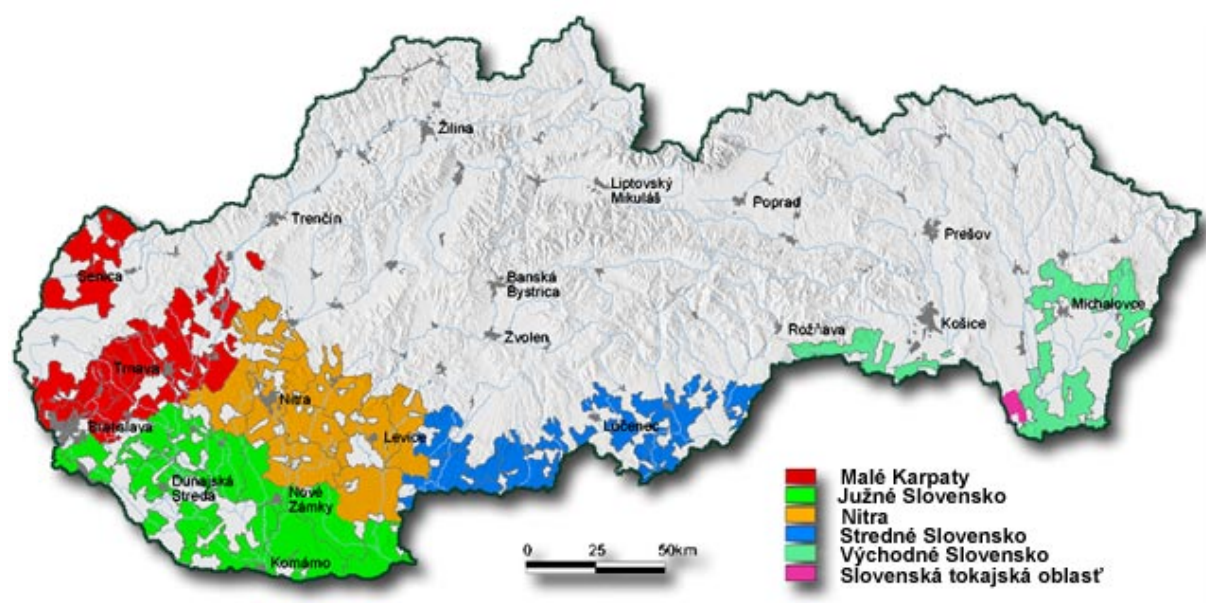 Žilina
Liptovský
Mikuláš
Poprad
Trenčín
Prešov
Senica
Banská
Bystrica
Michalovce
Zvolen
Rožňava
Košice
Trnava
Nitra
Bratislava
Levice
Ločenec
Dunajská
Streda
Nové
Zámky
Komárno
0 25 50km
Malé Karpaty
Južné Slovensko
Nitra
Stredné Slovensko
Východné Slovensko
Slovenská tokajská oblasť